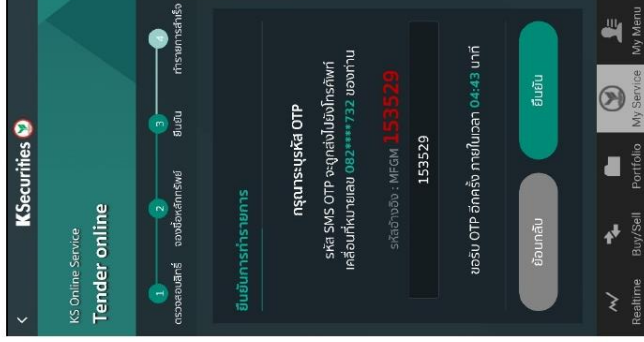 KSecurities
KS Online Service
Tender online
1 2 3 4
ตรวจสอบสิทธิ์ จองซื้อหลักทรัพย์ ยืนยัน ทำรายการสำเร็จ
ยืนยันการทำรายการ
กรุณาระบุรหัส OTP
รหัส SMS OTP จะถูกส่งไปยังโทรศัพท์
เคลื่อนที่หมายเลข 082****732 ของท่าน
รหัสอ้างอิง : MFGM 153529
153529
ขอรับ OTP อีกครั้ง ภายในเวลา 04:43 นาที
ย้อนกลับ ยืนยัน
Realtime Buy/Sell Portfolio My Service My Menu